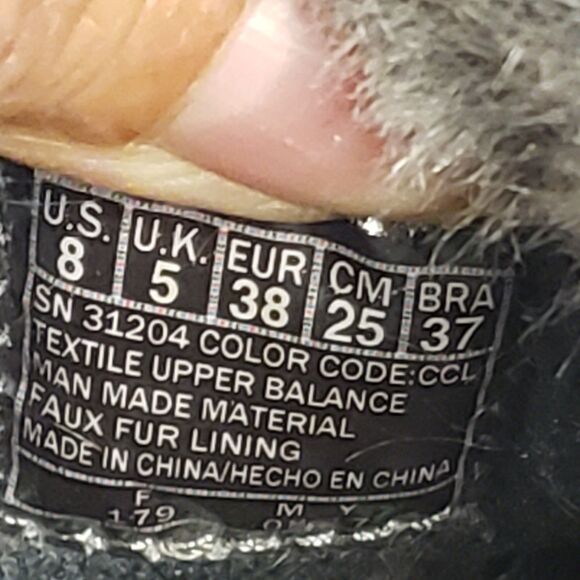 U.S. U.K. EUR CM BRA
8 5 38 25 37
SN 31204 COLOR CODE:CCL
TEXTILE UPPER BALANCE
MAN MADE MATERIAL
FAUX FUR LINING
MADE IN CHINA/HECHO EN CHINA
F M Y
179